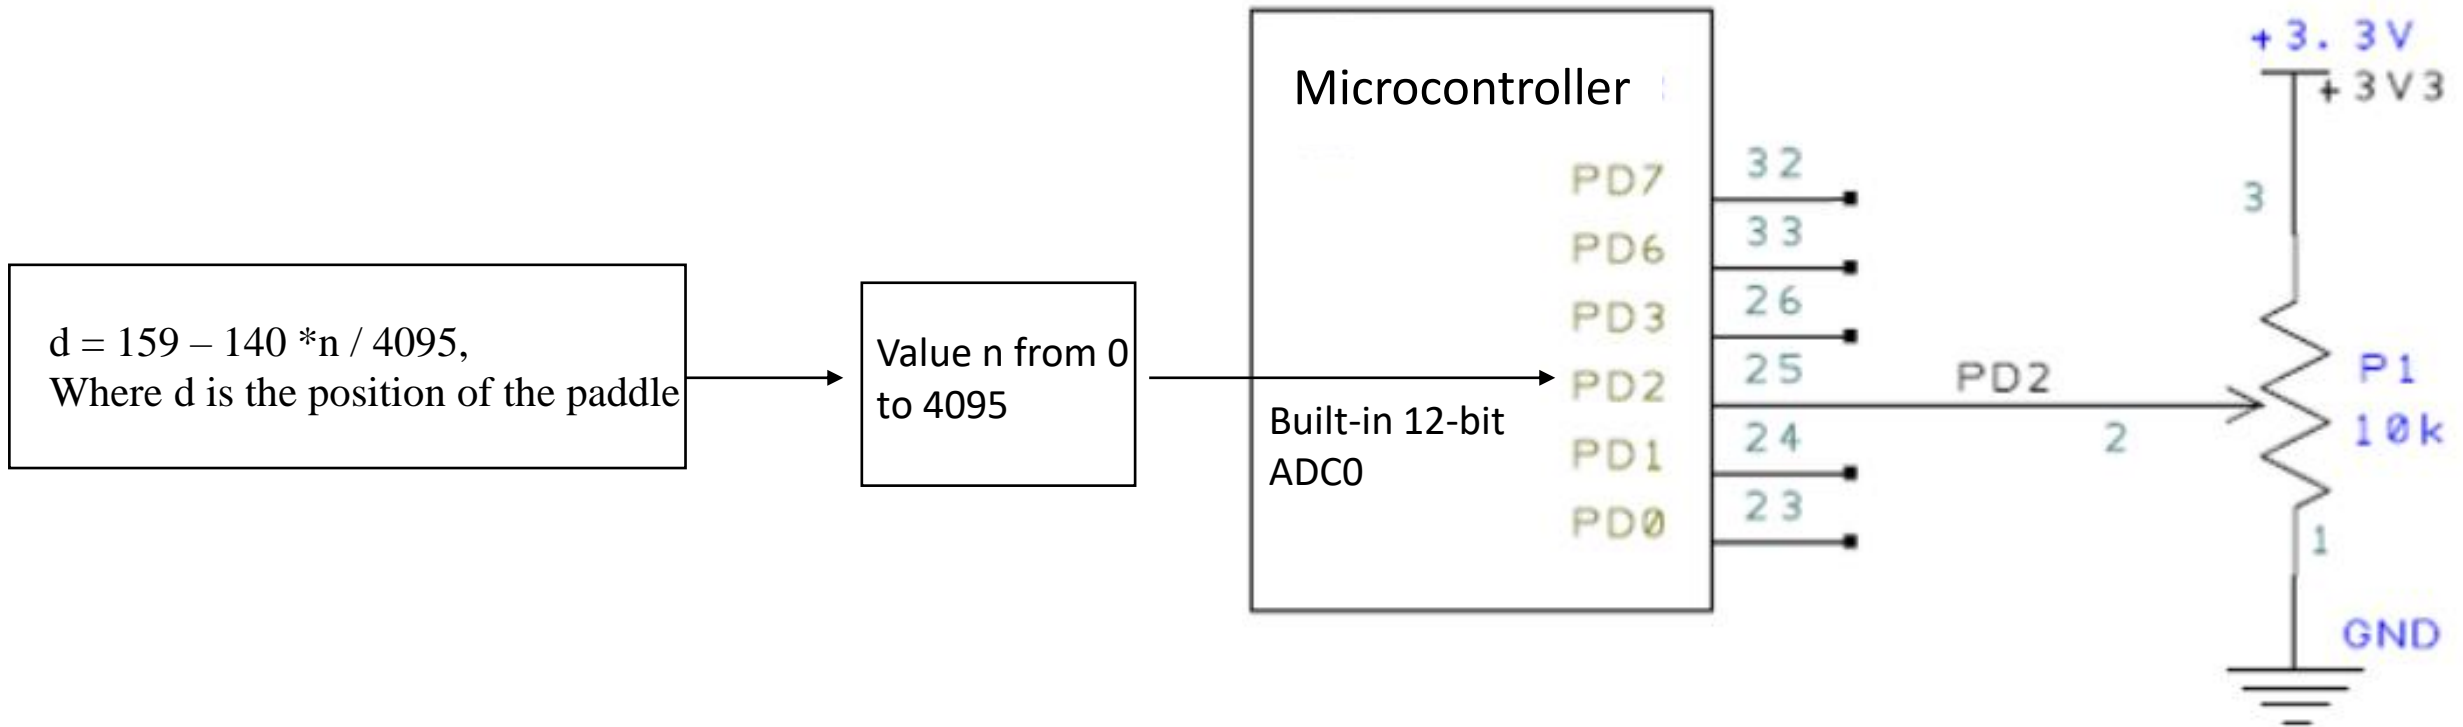 d = 159 – 140 *n / 4095,
Where d is the position of the paddle
Value n from 0
to 4095
Microcontroller
Built-in 12-bit
ADC0
PD7
PD6
PD3
PD2
PD1
PD0
32
33
26
25
24
23
PD2
2
+3.3V
+3V3
3
P1
10k
1
GND